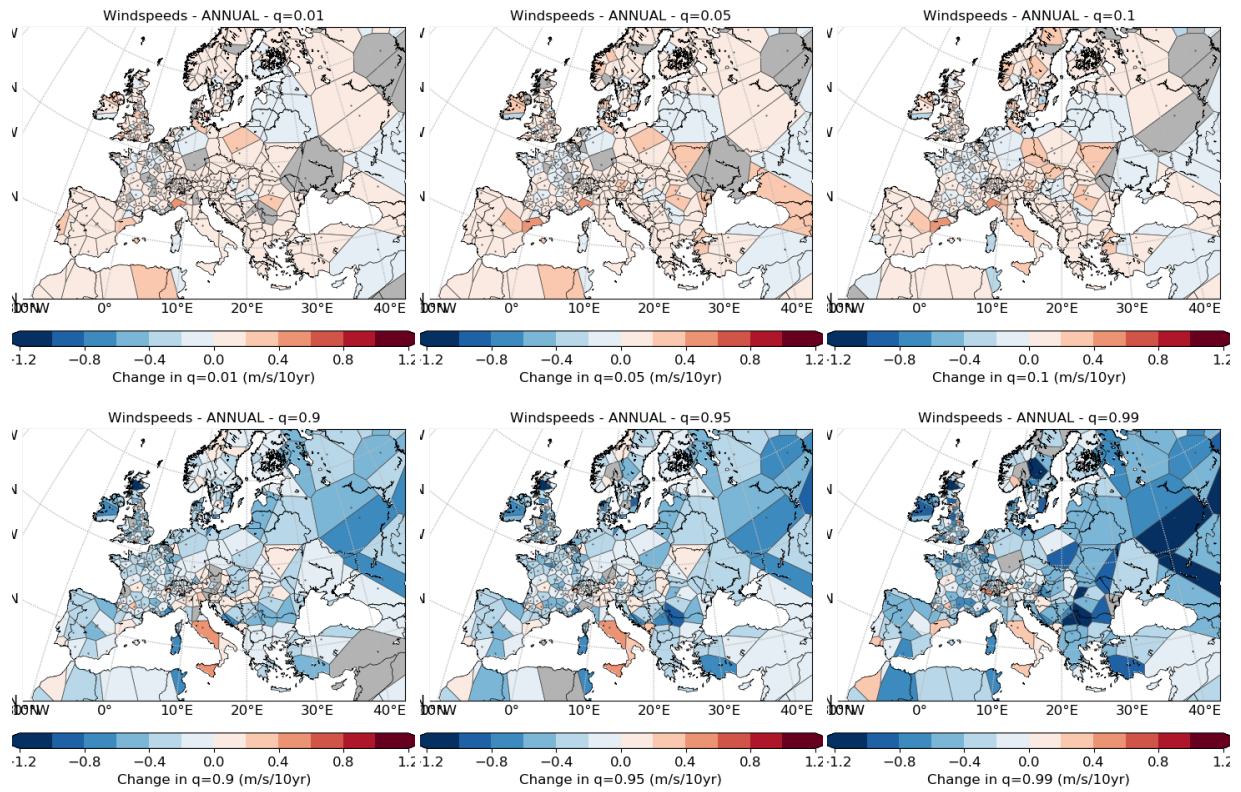 Windspeeds - ANNUAL - q=0.01
Windspeeds - ANNUAL - q=0.05
Windspeeds - ANNUAL - q=0.1
0° 10°E 20°E 30°E 40°E
0° 10°E 20°E 30°E 40°E
0° 10°E 20°E 30°E 40°E
−0.8 −0.4 0.0 0.4 0.8
−0.8 −0.4 0.0 0.4 0.8
−0.8 −0.4 0.0 0.4 0.8
Change in q=0.01 (m/s/10yr)
Change in q=0.05 (m/s/10yr)
Change in q=0.1 (m/s/10yr)
Windspeeds - ANNUAL - q=0.9
Windspeeds - ANNUAL - q=0.95
Windspeeds - ANNUAL - q=0.99
0° 10°E 20°E 30°E 40°E
0° 10°E 20°E 30°E 40°E
0° 10°E 20°E 30°E 40°E
−0.8 −0.4 0.0 0.4 0.8
−0.8 −0.4 0.0 0.4 0.8
−0.8 −0.4 0.0 0.4 0.8
Change in q=0.9 (m/s/10yr)
Change in q=0.95 (m/s/10yr)
Change in q=0.99 (m/s/10yr)